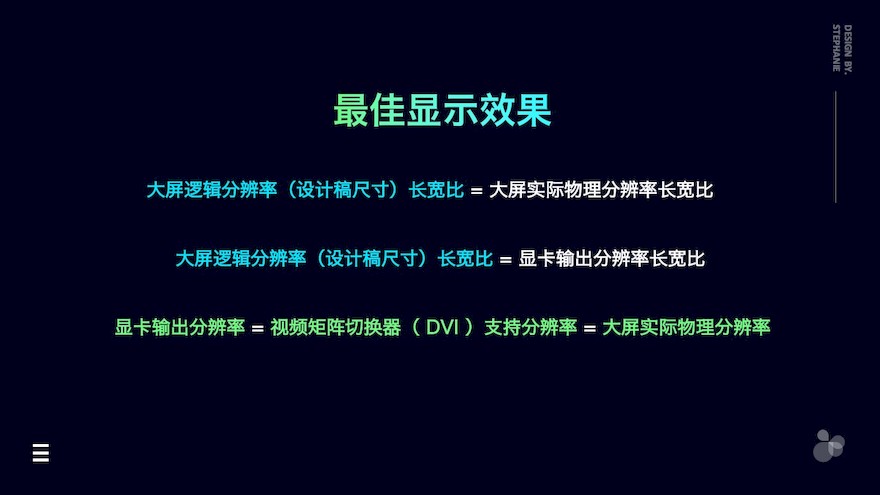 DESIGN BY.
STEPHANIE
最佳显示效果
大屏逻辑分辨率（设计稿尺寸）长宽比 = 大屏实际物理分辨率长宽比
大屏逻辑分辨率（设计稿尺寸）长宽比 = 显卡输出分辨率长宽比
显卡输出分辨率 = 视频矩阵切换器（ DVI ）支持分辨率 = 大屏实际物理分辨率